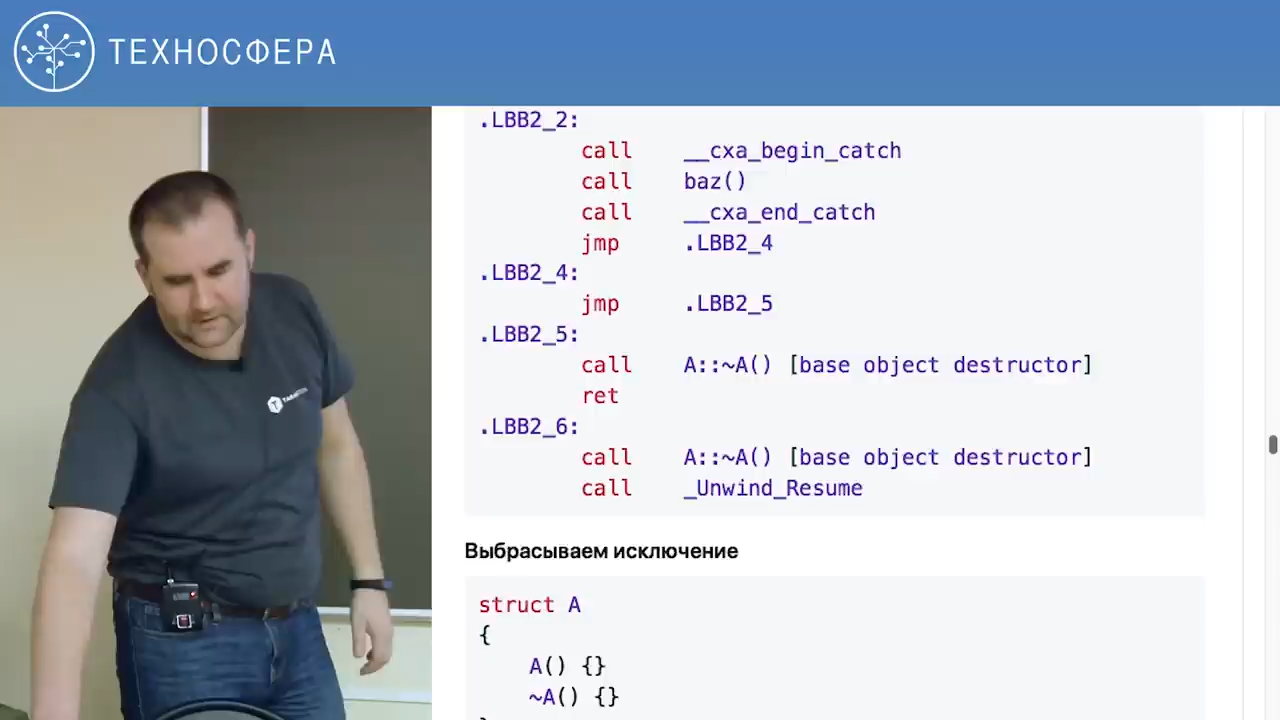 ТЕХНОСФЕРА
.LBB2_2:
call __cxa_begin_catch
call baz()
call __cxa_end_catch
jmp .LBB2_4
.LBB2_4:
jmp .LBB2_5
.LBB2_5:
call A::~A() [base object destructor]
ret
.LBB2_6:
call A::~A() [base object destructor]
call _Unwind_Resume
Выбрасываем исключение
struct A
{
A() {}
~A() {}